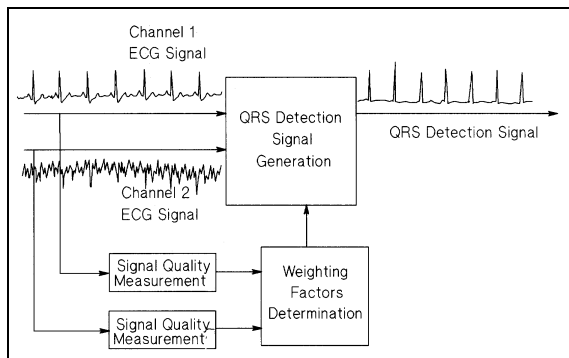 Channel 1
ECG Signal
QRS Detection
Signal
Generation
QRS Detection Signal
Channel 2
ECG Signal
Signal Quality
Measurement
Weighting
Factors
Determination
Signal Quality
Measurement